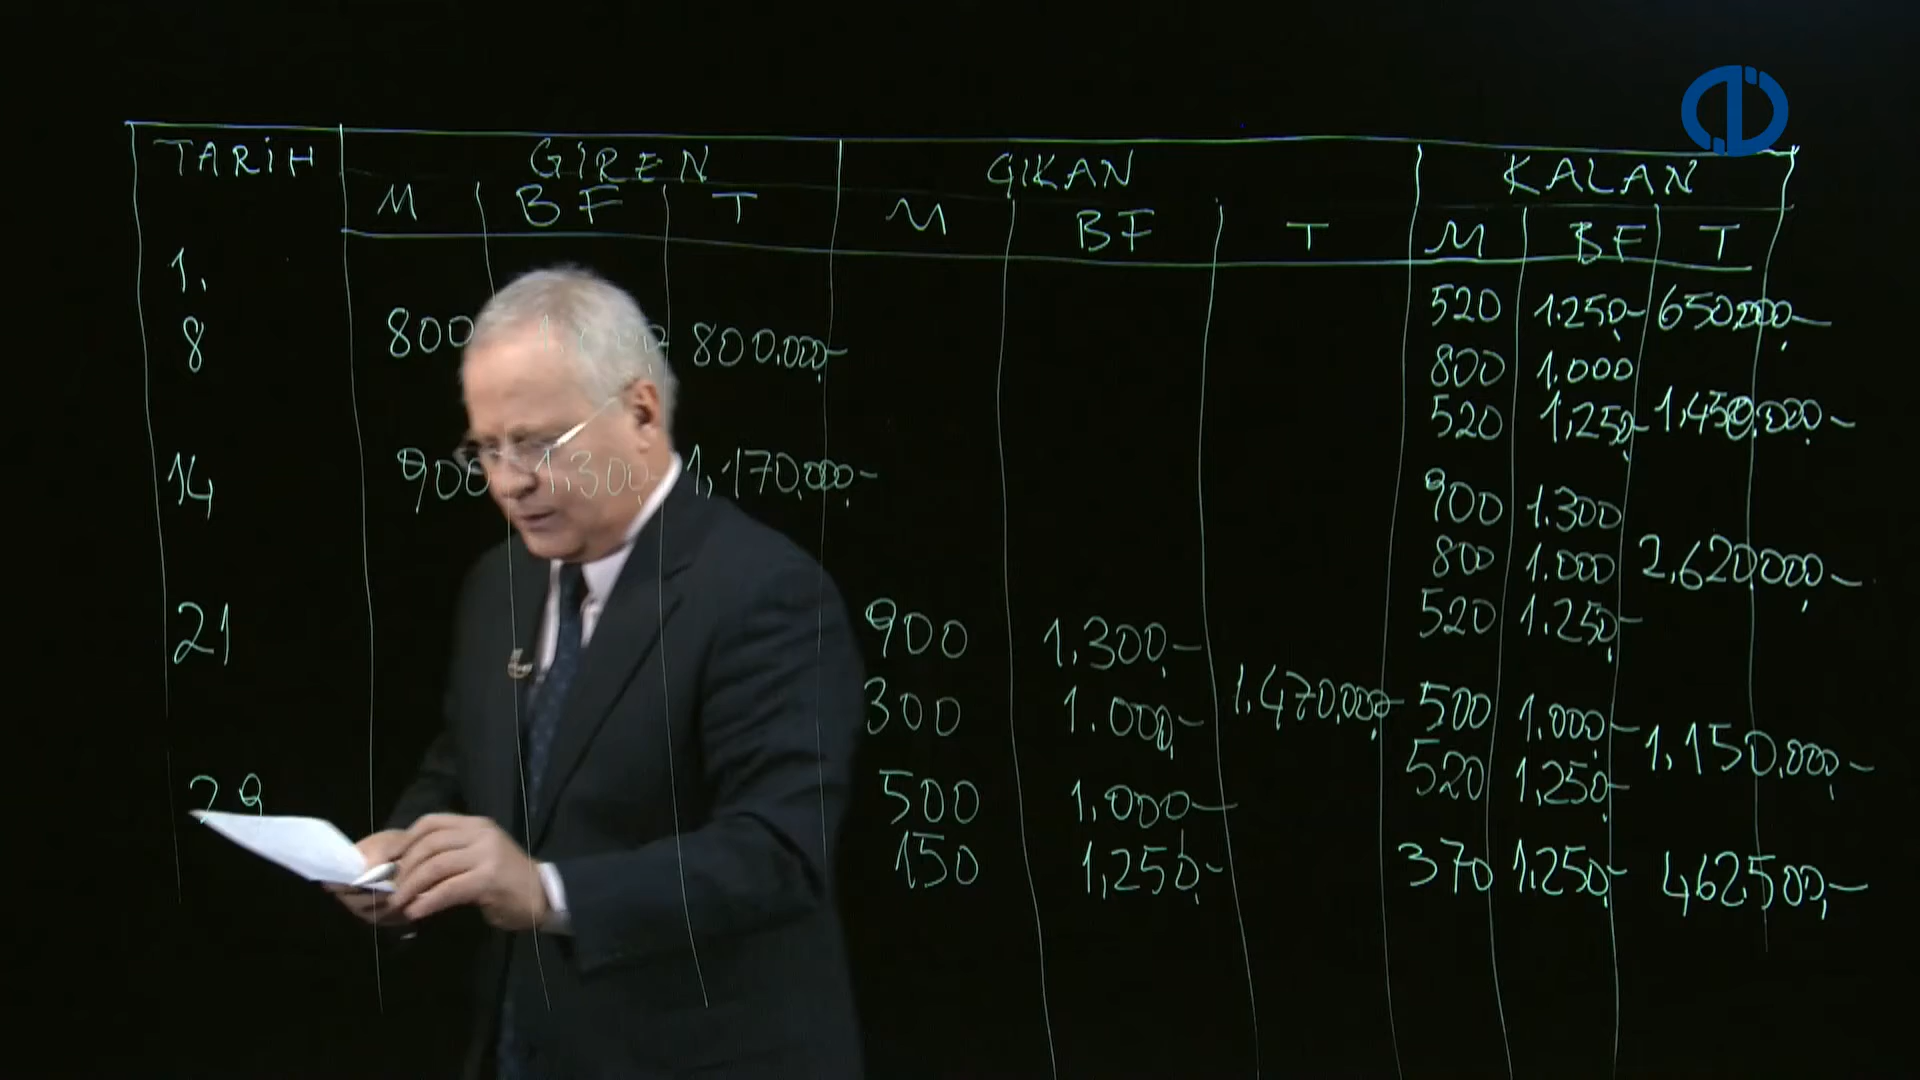 TARİH GİREN ÇIKAN KALAN
M BF T M BF T M BF T
1. 520 1.250,- 650.000,-
8 800 800.000,- 800 1.000
520 1.250,- 1.450.000,-
14 900 1.300,- 1.170.000,- 900 1.300
800 1.000 2.620.000,-
520 1.250,-
21 900 1.300,-
300 1.000,- 1.470.000,- 500 1.000,-
520 1.250,- 1.150.000,-
500 1.000,-
150 1.250,- 370 1.250,- 462.500,-